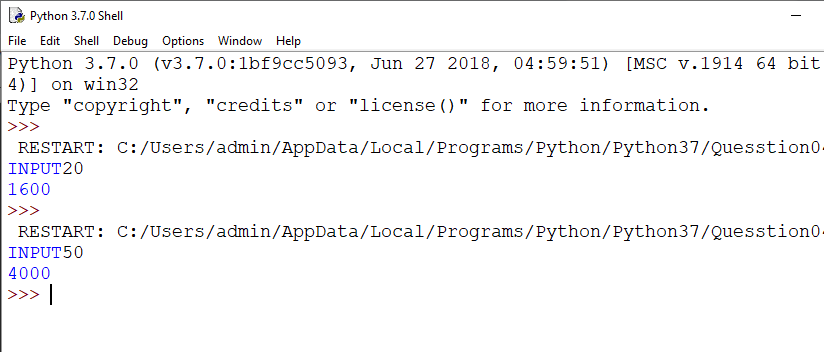 Python 3.7.0 Shell
File Edit Shell Debug Options Window Help
Python 3.7.0 (v3.7.0:1bf9cc5093, Jun 27 2018, 04:59:51) [MSC v.1914 64 bit
4)] on win32
Type "copyright", "credits" or "license()" for more information.
>>>
RESTART: C:/Users/admin/AppData/Local/Programs/Python/Python37/Quesstion04
INPUT20
1600
>>>
RESTART: C:/Users/admin/AppData/Local/Programs/Python/Python37/Quesstion04
INPUT50
4000
>>>